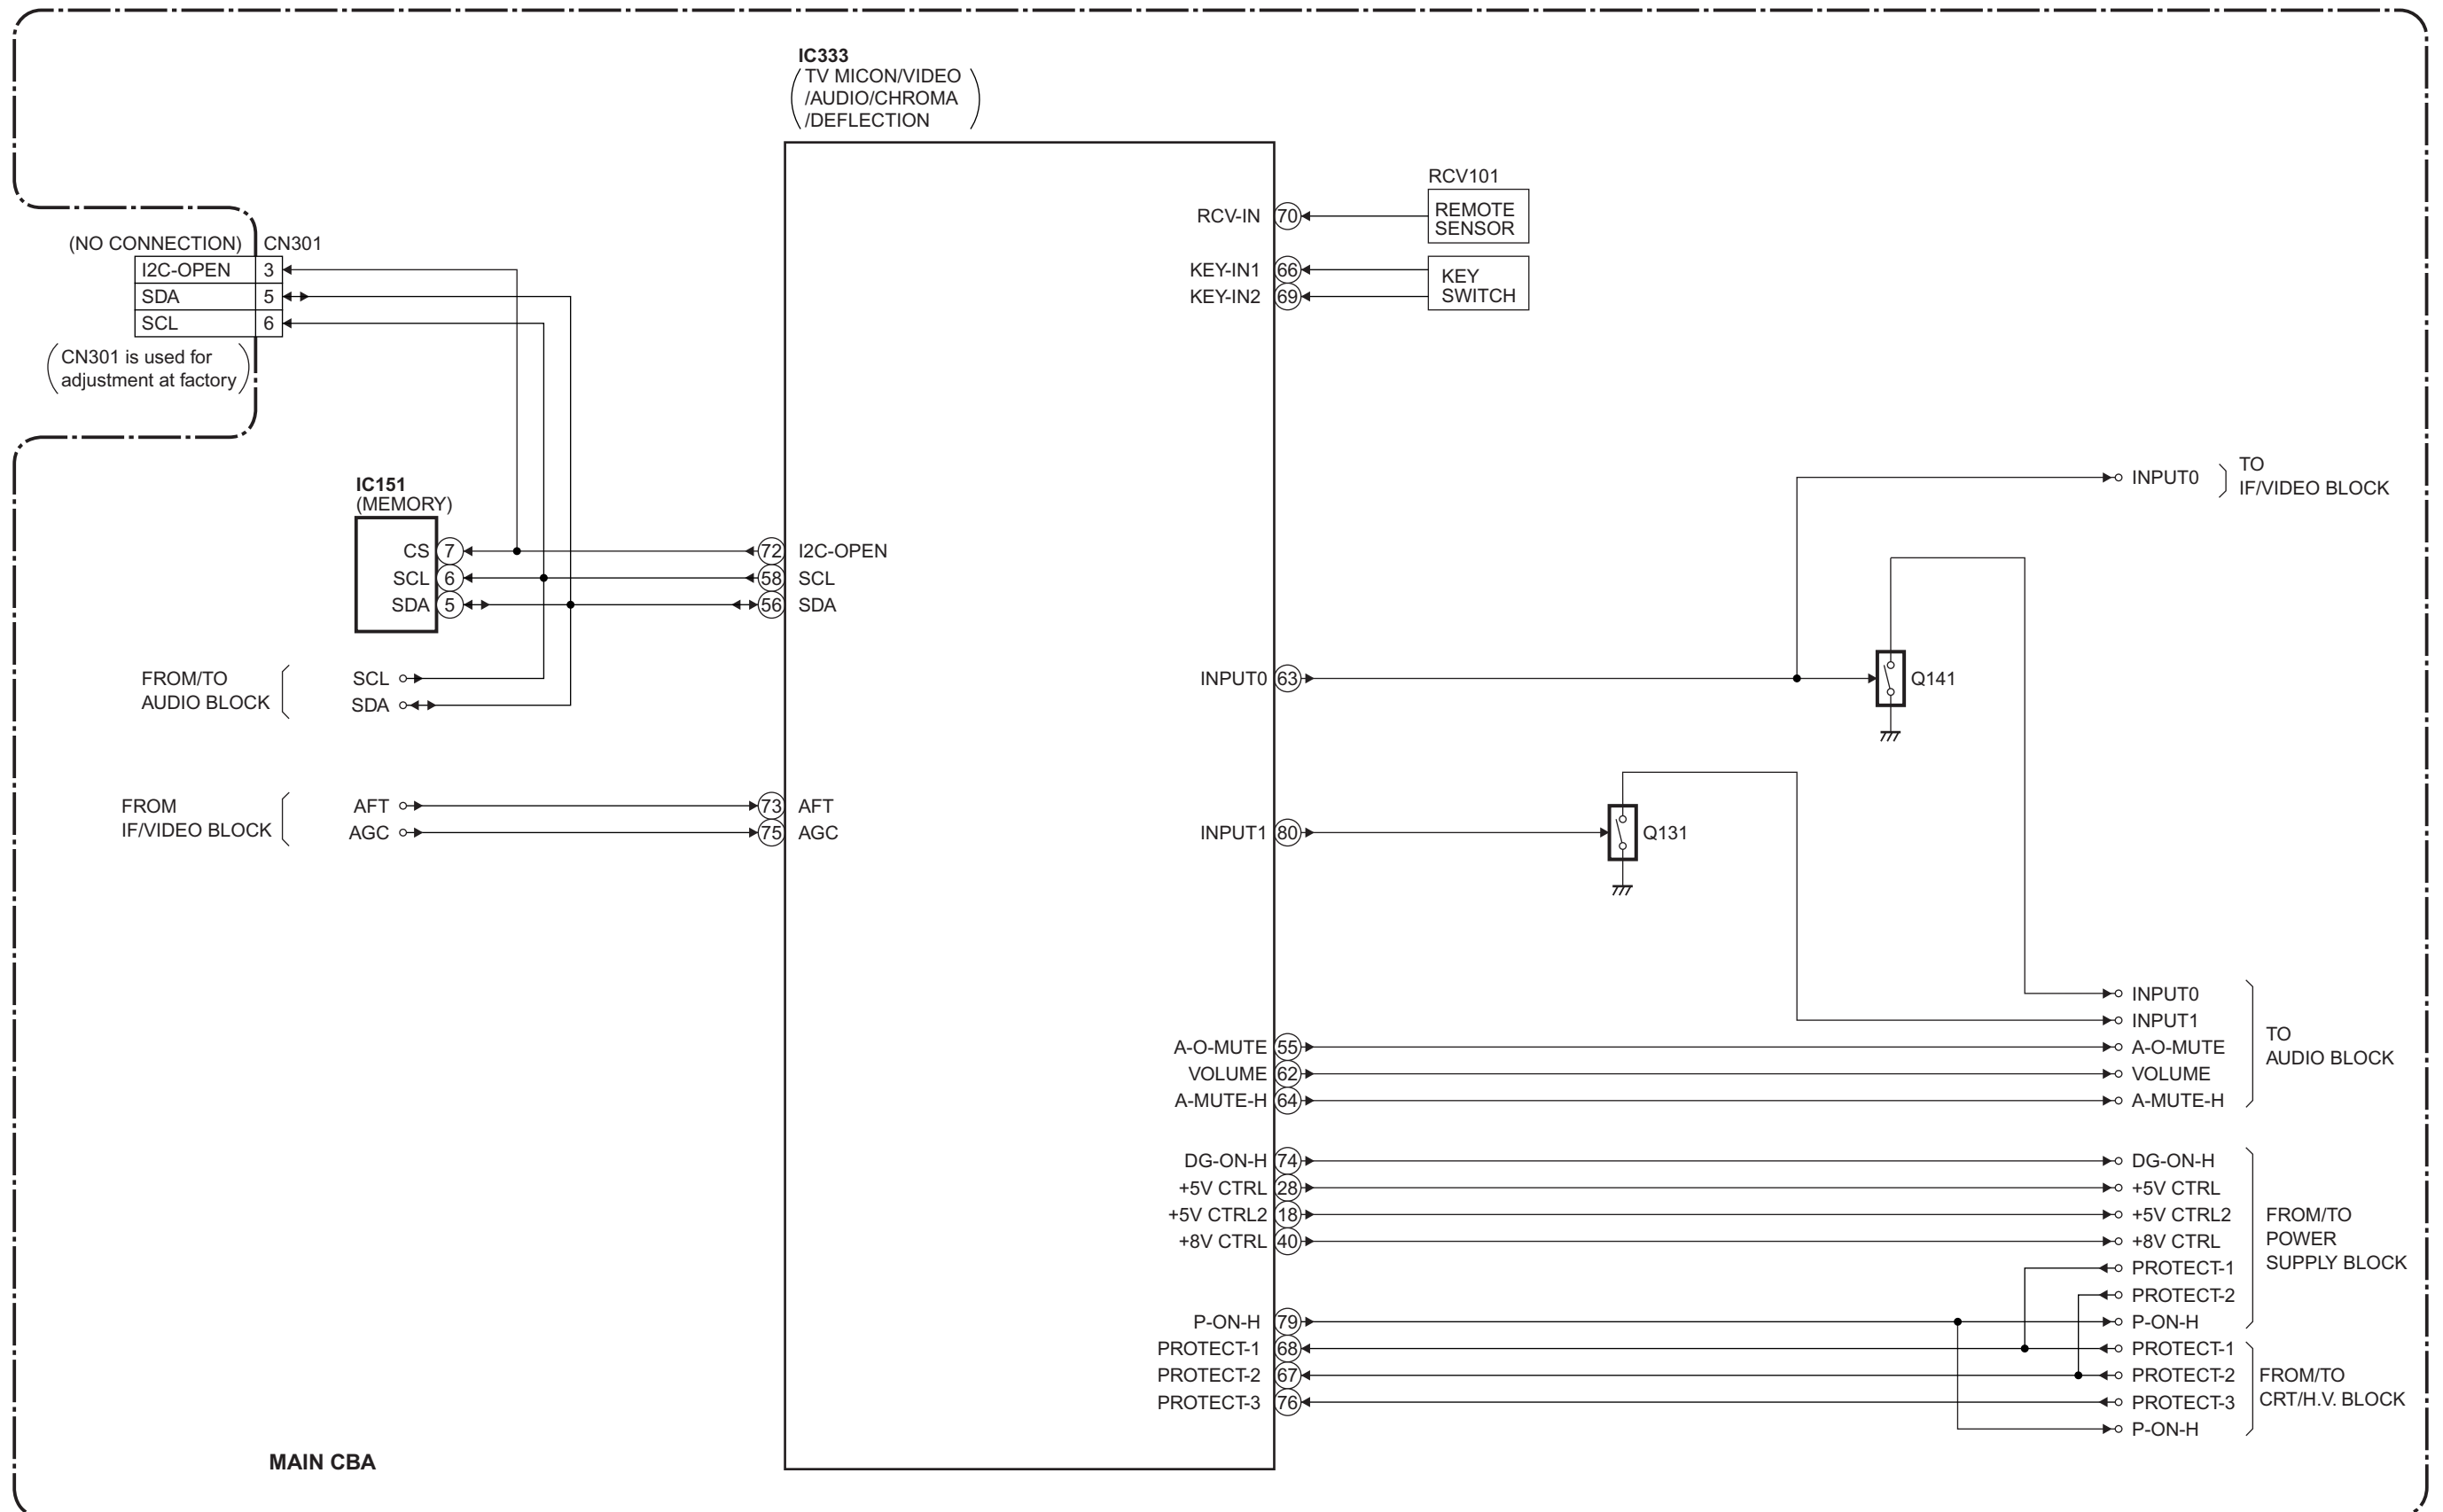 IC333
TV MICON/VIDEO
/AUDIO/CHROMA
/DEFLECTION
(NO CONNECTION) CN301
I2C-OPEN 3
SDA 5
SCL 6
CN301 is used for
adjustment at factory
RCV101
RCV-IN 70 REMOTE
SENSOR
KEY-IN1 66 KEY
KEY-IN2 69 SWITCH
INPUT0 TO
IF/VIDEO BLOCK
IC151
(MEMORY)
CS 7 72 I2C-OPEN
SCL 6 58 SCL
SDA 5 56 SDA
FROM/TO SCL
AUDIO BLOCK SDA
INPUT0 63 Q141
FROM AFT 73 AFT
IF/VIDEO BLOCK AGC 75 AGC
INPUT1 80 Q131
INPUT0
INPUT1
A-O-MUTE 55 A-O-MUTE
VOLUME 62 VOLUME
A-MUTE-H 64 A-MUTE-H
TO
AUDIO BLOCK
DG-ON-H 74 DG-ON-H
+5V CTRL 28 +5V CTRL
+5V CTRL2 18 +5V CTRL2
+8V CTRL 40 +8V CTRL
PROTECT-1
PROTECT-2
P-ON-H 79 P-ON-H
FROM/TO
POWER
SUPPLY BLOCK
PROTECT-1 68 PROTECT-1
PROTECT-2 67 PROTECT-2
PROTECT-3 76 PROTECT-3
P-ON-H
FROM/TO
CRT/H.V. BLOCK
MAIN CBA